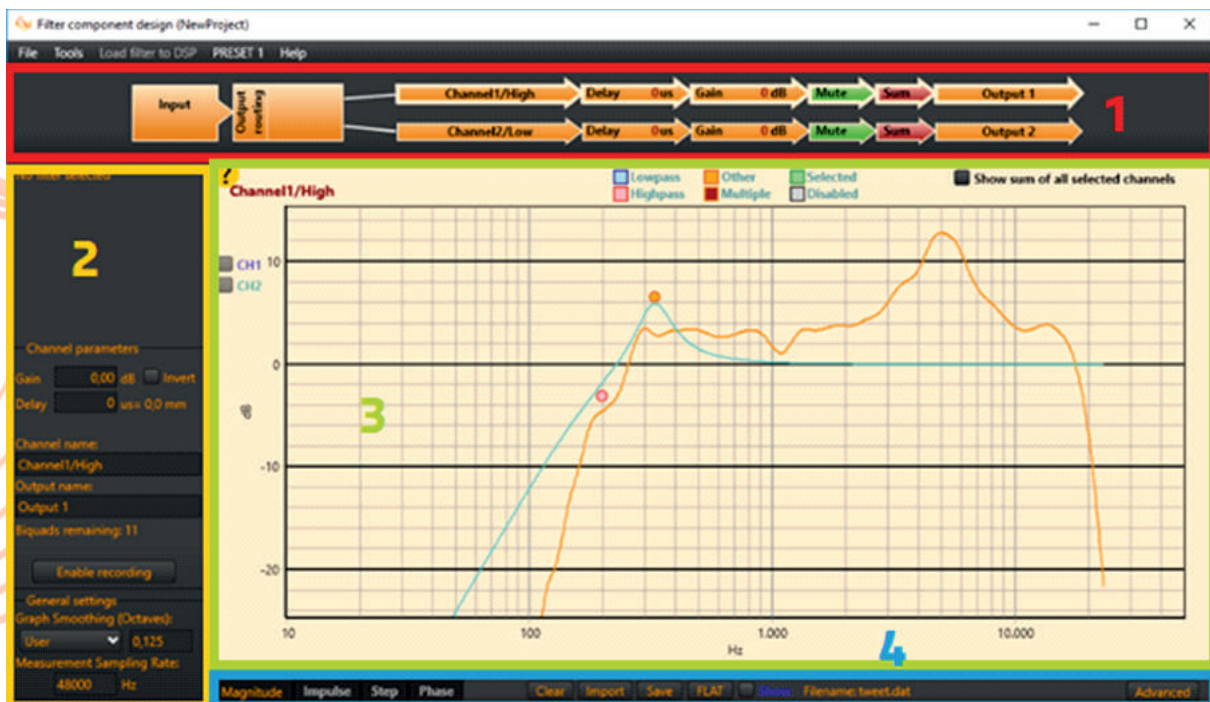 Filter component design (NewProject)
File Tools Load filter to DSP PRESET 1 Help
Input
Output routing
Channel1/High Delay 0us Gain 0 dB Mute Sum Output 1
Channel2/Low Delay 0us Gain 0 dB Mute Sum Output 2
1
No filter selected
2
Channel parameters
Gain 0,00 dB Invert
Delay 0 us= 0,0 mm
Channel name:
Channel1/High
Output name:
Output 1
Biquads remaining: 11
Enable recording
General settings
Graph Smoothing (Octaves):
User 0,125
Measurement Sampling Rate:
48000 Hz
Channel1/High
Lowpass Other Selected
Highpass Multiple Disabled
Show sum of all selected channels
CH1
CH2
10
0
-10
-20
dB
3
10 100 1.000 10.000
Hz
4
Magnitude Impulse Step Phase Clear Import Save FLAT Show Filename: tweet.dat Advanced